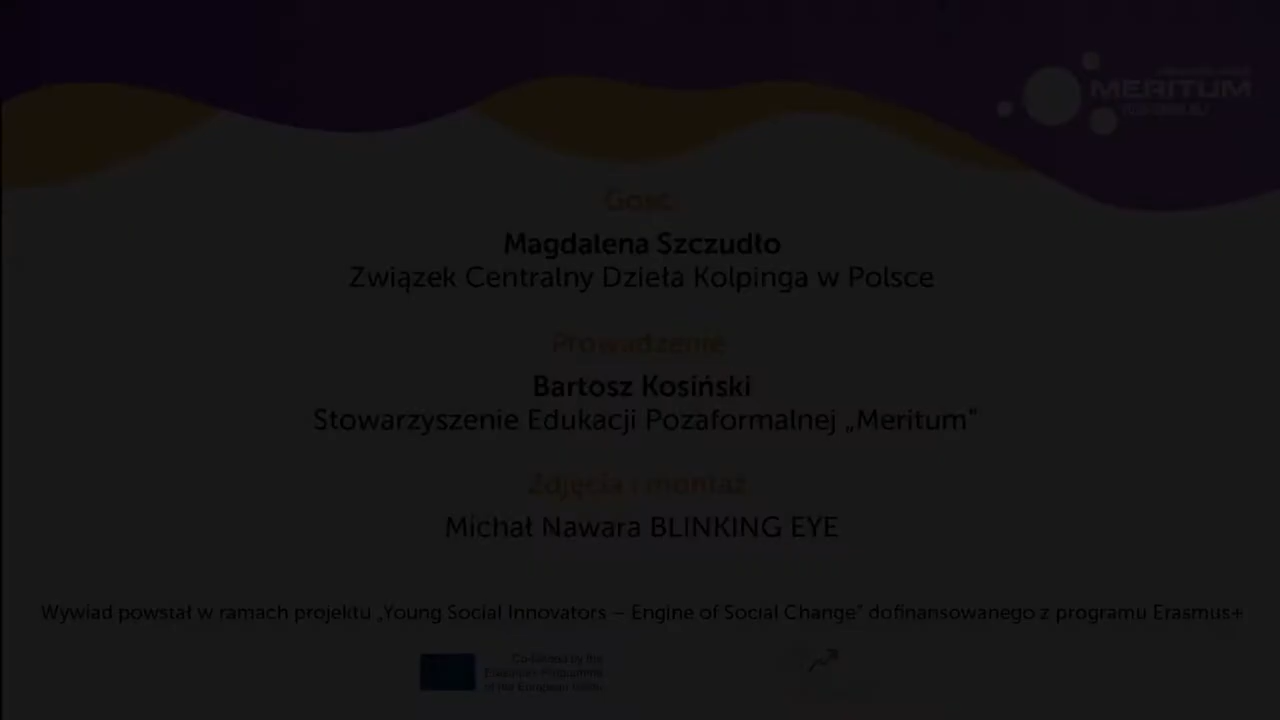 MERITUM
Gość
Magdalena Szczudło
Związek Centralny Dzieła Kolpinga w Polsce
Prowadzenie
Bartosz Kosiński
Stowarzyszenie Edukacji Pozaformalnej „Meritum”
Zdjęcia i montaż
Michał Nawara BLINKING EYE
Wywiad powstał w ramach projektu „Young Social Innovators – Engine of Social Change” dofinansowanego z programu Erasmus+
Co-funded by the
Erasmus+ Programme
of the European Union